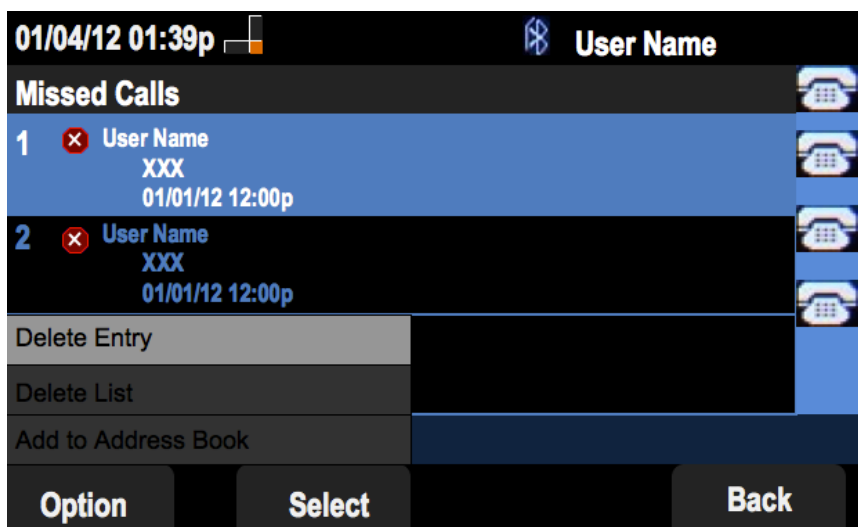 01/04/12 01:39p
User Name
Missed Calls
1 User Name
XXX
01/01/12 12:00p
2 User Name
XXX
01/01/12 12:00p
Delete Entry
Delete List
Add to Address Book
Option Select Back